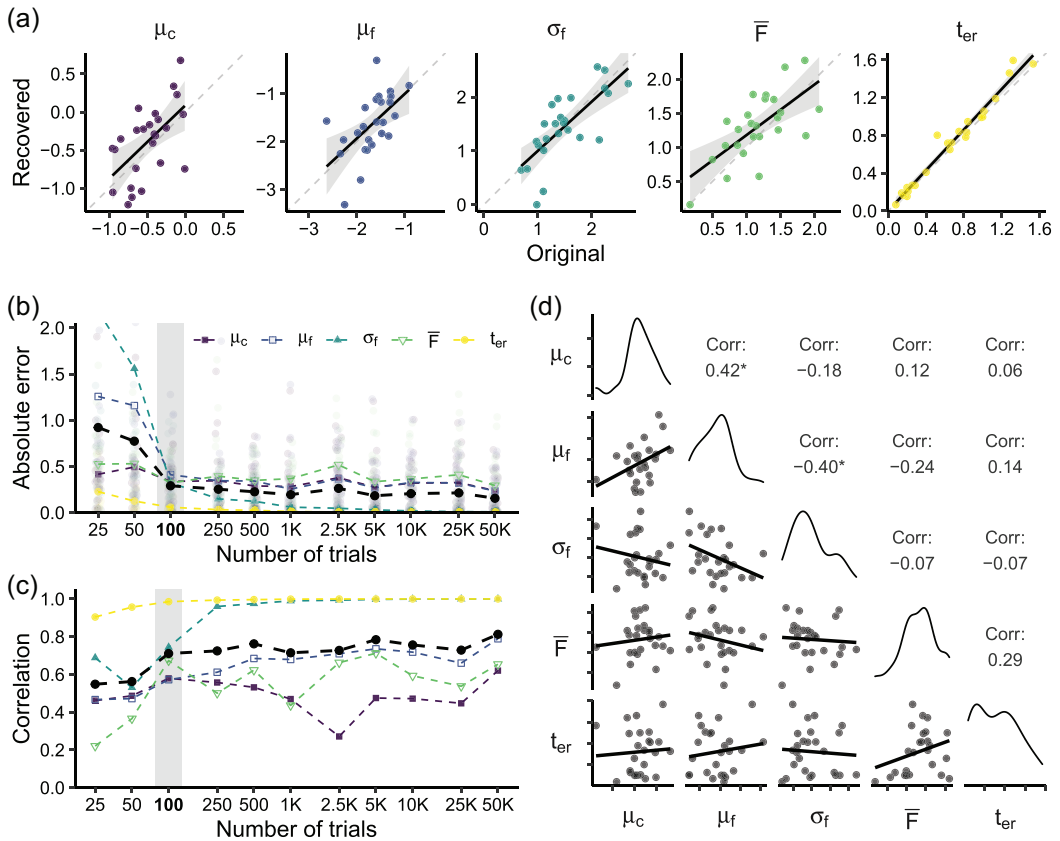 (a)
μc μf σf F̅ ter
Recovered
0.5 0.0 −0.5 −1.0
−1.0 −0.5 0.0 0.5
−1 −2 −3
−3 −2 −1
2 1 0
0 1 2
2.0 1.5 1.0 0.5
0.5 1.0 1.5 2.0
1.6 1.2 0.8 0.4 0.0
0.0 0.4 0.8 1.2 1.6
Original
(b)
μc μf σf F̅ ter
Absolute error
2.0 1.5 1.0 0.5 0.0
25 50 100 250 500 1K 2.5K 5K 10K 25K 50K
Number of trials
(c)
Correlation
1.0 0.8 0.6 0.4 0.2 0.0
25 50 100 250 500 1K 2.5K 5K 10K 25K 50K
Number of trials
(d)
μc Corr: Corr: Corr: Corr:
0.42* −0.18 0.12 0.06
μf Corr: Corr: Corr:
−0.40* −0.24 0.14
σf Corr: Corr:
−0.07 −0.07
F̅ Corr:
0.29
ter
μc μf σf F̅ ter